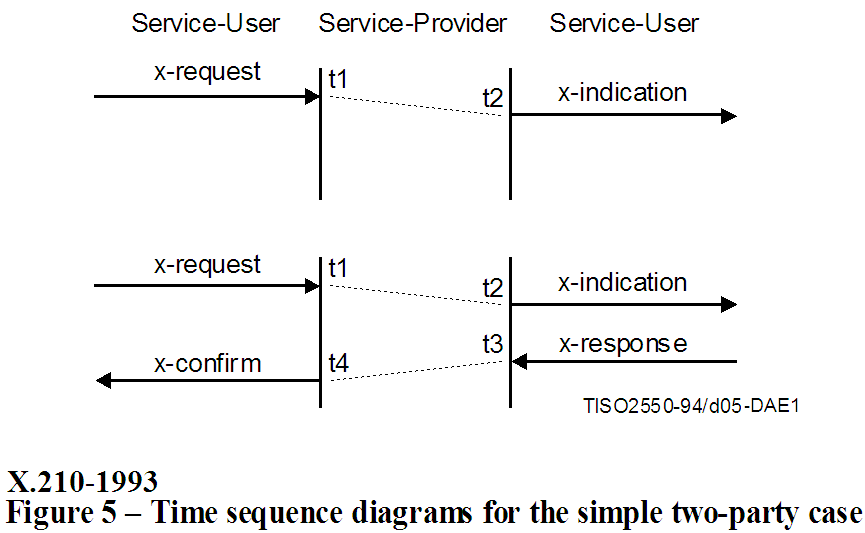 Service-User Service-Provider Service-User
x-request t1 t2 x-indication
x-request t1 t2 x-indication
x-confirm t4 t3 x-response
TISO2550-94/d05-DAE1
X.210-1993
Figure 5 – Time sequence diagrams for the simple two-party case